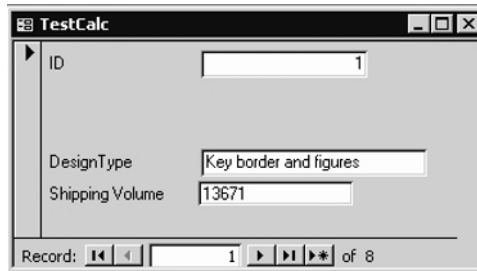 TestCalc
ID 1
DesignType Key border and figures
Shipping Volume 13671
Record: 1 of 8